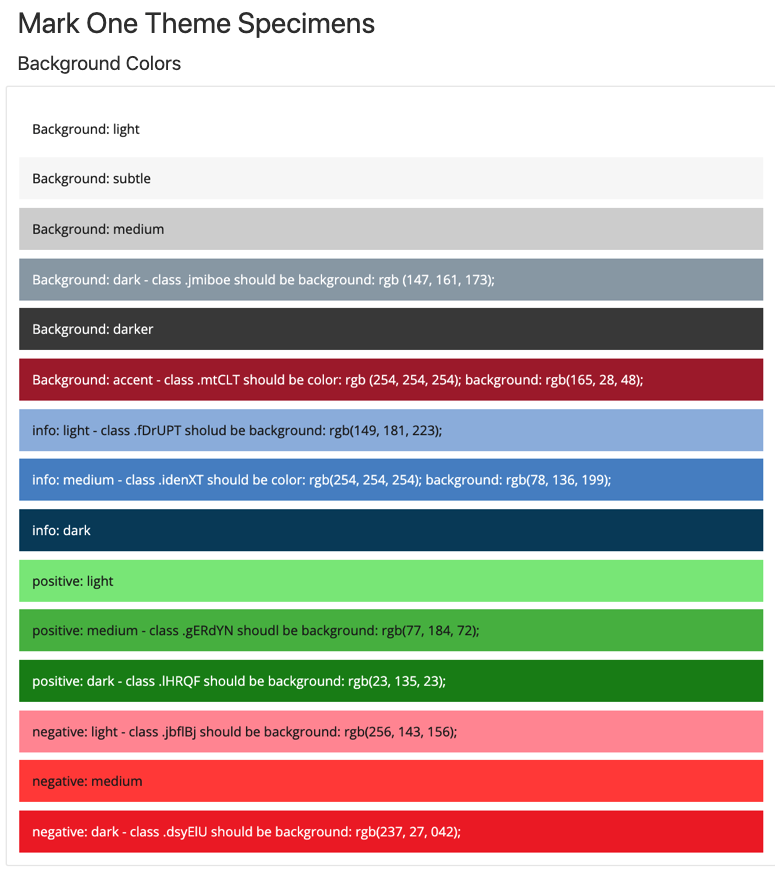 Mark One Theme Specimens
Background Colors
Background: light
Background: subtle
Background: medium
Background: dark - class .jmiboe should be background: rgb (147, 161, 173);
Background: darker
Background: accent - class .mtCLT should be color: rgb (254, 254, 254); background: rgb(165, 28, 48);
info: light - class .fDrUPT sholud be background: rgb(149, 181, 223);
info: medium - class .idenXT should be color: rgb(254, 254, 254); background: rgb(78, 136, 199);
info: dark
positive: light
positive: medium - class .gERdYN shoudl be background: rgb(77, 184, 72);
positive: dark - class .lHRQF should be background: rgb(23, 135, 23);
negative: light - class .jbflBj should be background: rgb(256, 143, 156);
negative: medium
negative: dark - class .dsyElU should be background: rgb(237, 27, 042);